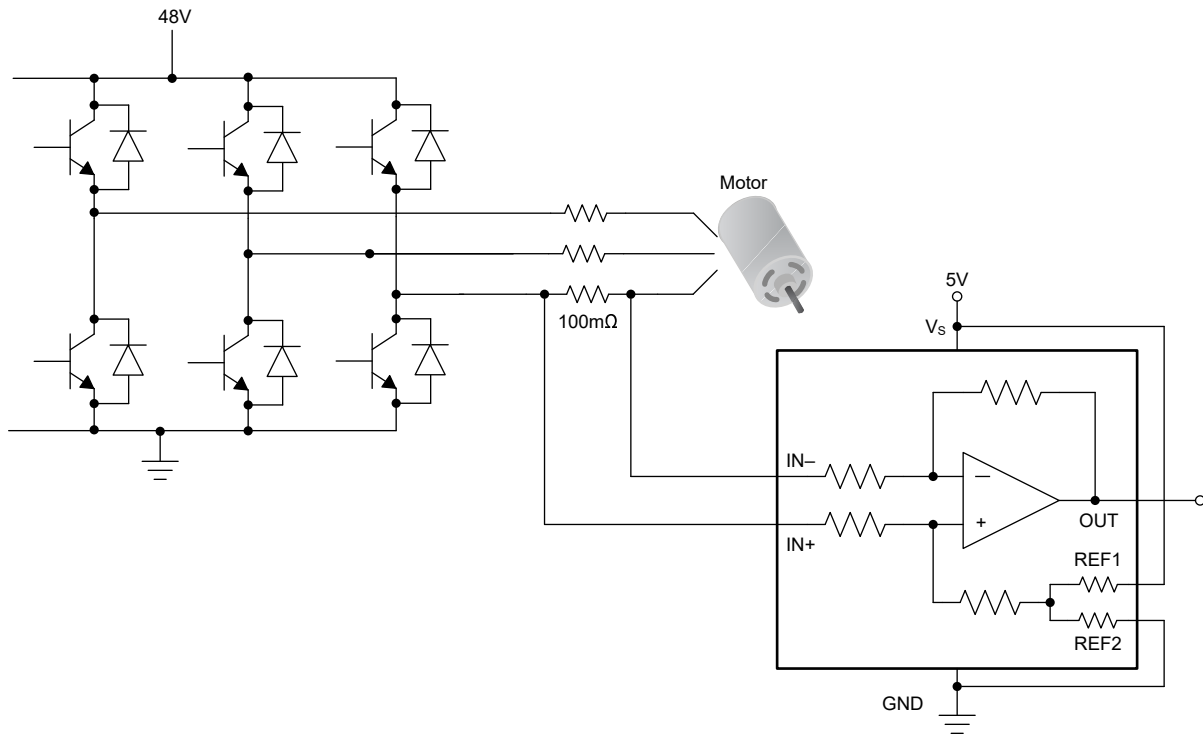 48V
Motor
100mΩ
5V
Vs
IN–
IN+
OUT
REF1
REF2
GND